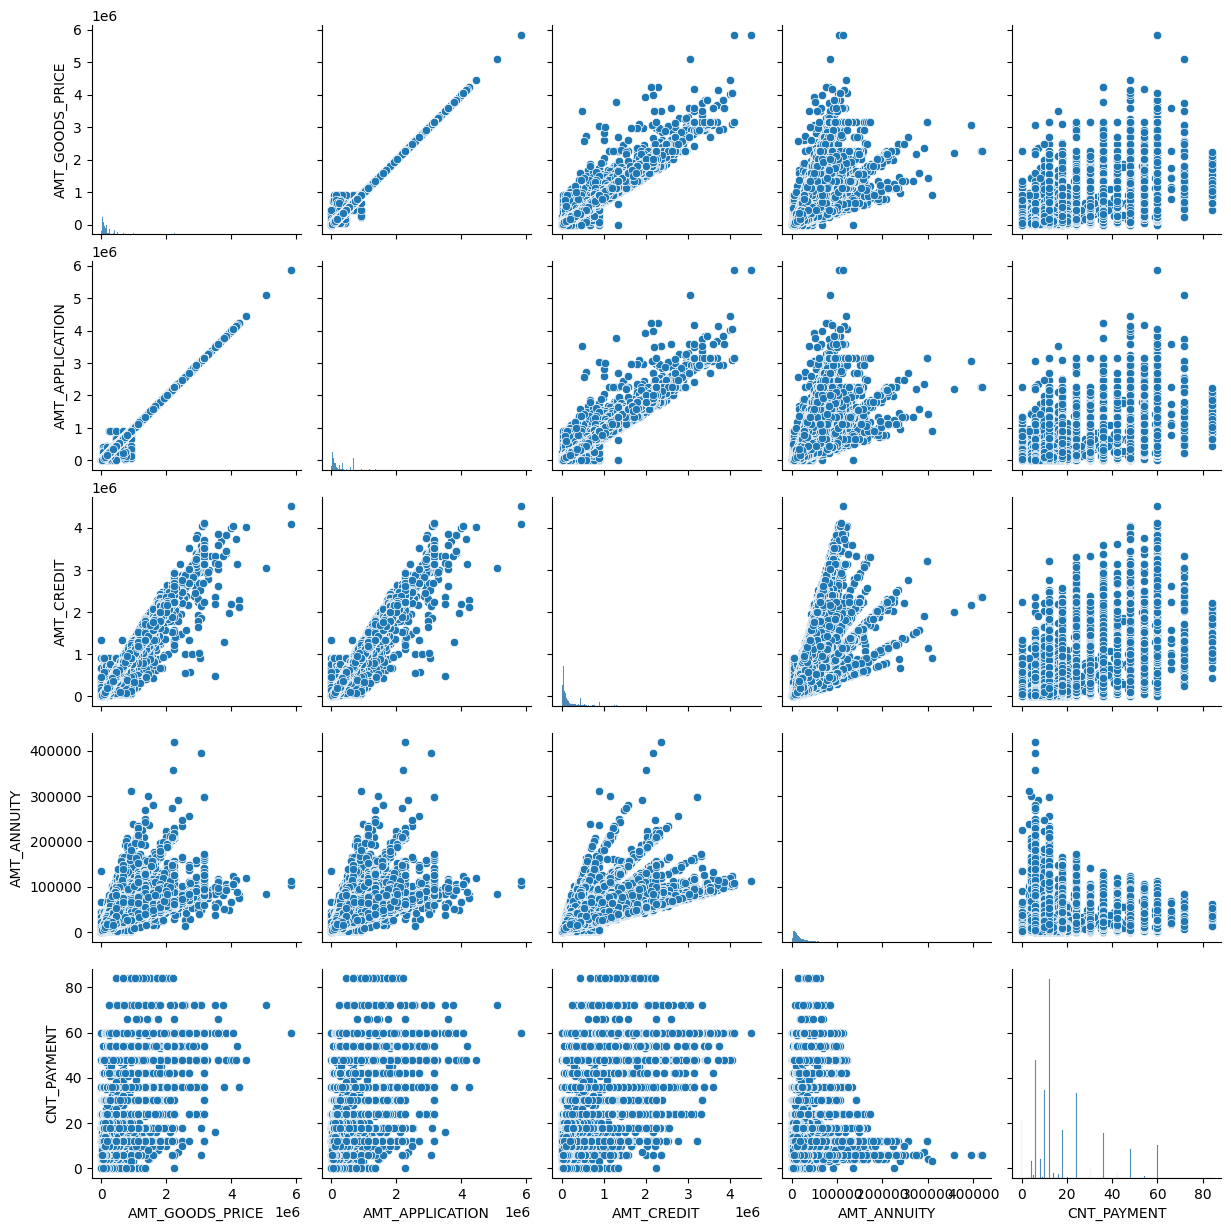 1e6
6
5
4
3
2
1
0
AMT_GOODS_PRICE
1e6
6
5
4
3
2
1
0
AMT_APPLICATION
1e6
4
3
2
1
0
AMT_CREDIT
400000
300000
200000
100000
0
AMT_ANNUITY
80
60
40
20
0
CNT_PAYMENT
0 2 4 6
1e6
AMT_GOODS_PRICE
0 2 4 6
1e6
AMT_APPLICATION
0 1 2 3 4
1e6
AMT_CREDIT
0 100000 200000 300000 400000
AMT_ANNUITY
0 20 40 60 80
CNT_PAYMENT